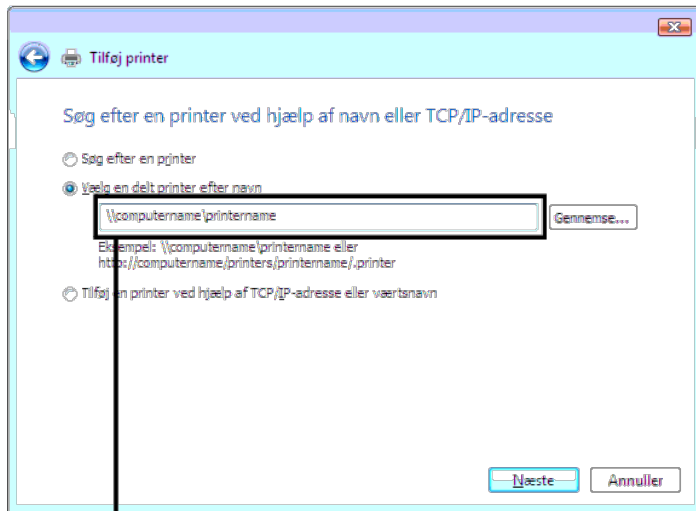 Tilføj printer
Søg efter en printer ved hjælp af navn eller TCP/IP-adresse
Søg efter en printer
Vælg en delt printer efter navn
\\computername\printername
Gennemse...
Eksempel: \\computername\printername eller
http://computername/printers/printername/.printer
Tilføj en printer ved hjælp af TCP/IP-adresse eller værtsnavn
Næste
Annuller